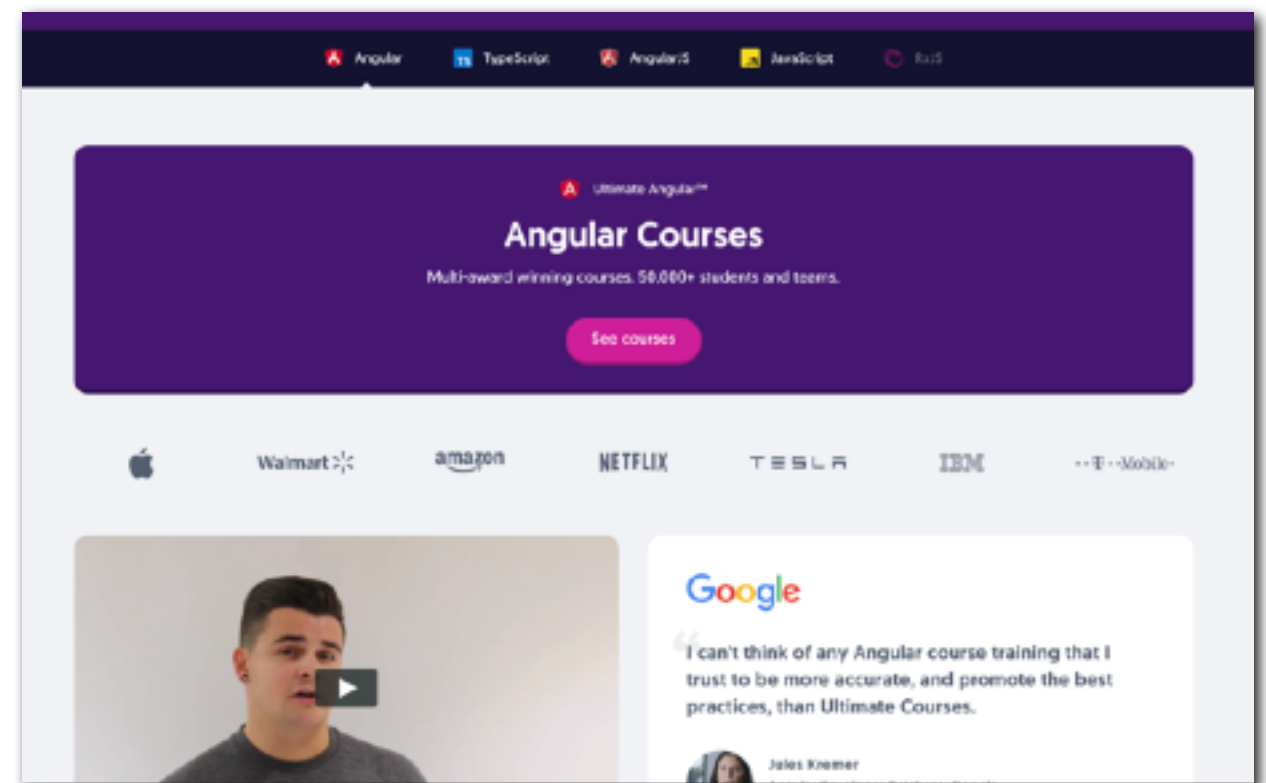 Angular
TypeScript
AngularJS
JavaScript
RxJS
Ultimate Angular™
Angular Courses
Multi-award winning courses. 50,000+ students and teams.
See courses
Walmart
amazon
NETFLIX
TESLA
IBM
T Mobile
Google
I can't think of any Angular course training that I
trust to be more accurate, and promote the best
practices, than Ultimate Courses.
Jules Kremer